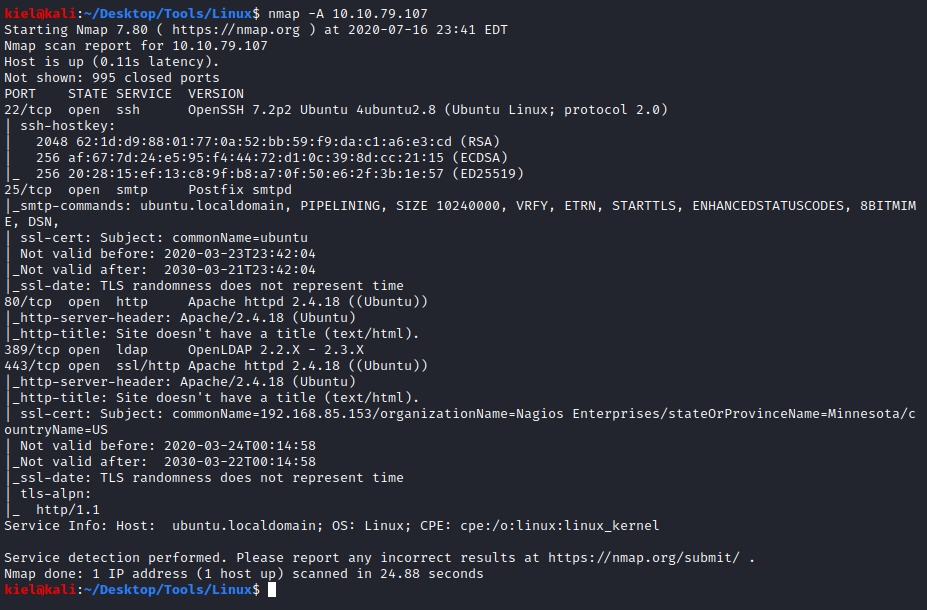 kiel@kali:~/Desktop/Tools/Linux$ nmap -A 10.10.79.107
Starting Nmap 7.80 ( https://nmap.org ) at 2020-07-16 23:41 EDT
Nmap scan report for 10.10.79.107
Host is up (0.11s latency).
Not shown: 995 closed ports
PORT    STATE SERVICE  VERSION
22/tcp  open  ssh      OpenSSH 7.2p2 Ubuntu 4ubuntu2.8 (Ubuntu Linux; protocol 2.0)
| ssh-hostkey:
|   2048 62:1d:d9:88:01:77:0a:52:bb:59:f9:da:c1:a6:e3:cd (RSA)
|   256 af:67:7d:24:e5:95:f4:44:72:d1:0c:39:8d:cc:21:15 (ECDSA)
|_  256 20:28:15:ef:13:c8:9f:b8:a7:0f:50:e6:2f:3b:1e:57 (ED25519)
25/tcp  open  smtp     Postfix smtpd
|_smtp-commands: ubuntu.localdomain, PIPELINING, SIZE 10240000, VRFY, ETRN, STARTTLS, ENHANCEDSTATUSCODES, 8BITMIM
E, DSN,
| ssl-cert: Subject: commonName=ubuntu
| Not valid before: 2020-03-23T23:42:04
|_Not valid after:  2030-03-21T23:42:04
|_ssl-date: TLS randomness does not represent time
80/tcp  open  http     Apache httpd 2.4.18 ((Ubuntu))
|_http-server-header: Apache/2.4.18 (Ubuntu)
|_http-title: Site doesn't have a title (text/html).
389/tcp open  ldap     OpenLDAP 2.2.X - 2.3.X
443/tcp open  ssl/http Apache httpd 2.4.18 ((Ubuntu))
|_http-server-header: Apache/2.4.18 (Ubuntu)
|_http-title: Site doesn't have a title (text/html).
| ssl-cert: Subject: commonName=192.168.85.153/organizationName=Nagios Enterprises/stateOrProvinceName=Minnesota/c
ountryName=US
| Not valid before: 2020-03-24T00:14:58
|_Not valid after:  2030-03-22T00:14:58
|_ssl-date: TLS randomness does not represent time
| tls-alpn:
|_  http/1.1
Service Info: Host:  ubuntu.localdomain; OS: Linux; CPE: cpe:/o:linux:linux_kernel

Service detection performed. Please report any incorrect results at https://nmap.org/submit/ .
Nmap done: 1 IP address (1 host up) scanned in 24.88 seconds
kiel@kali:~/Desktop/Tools/Linux$